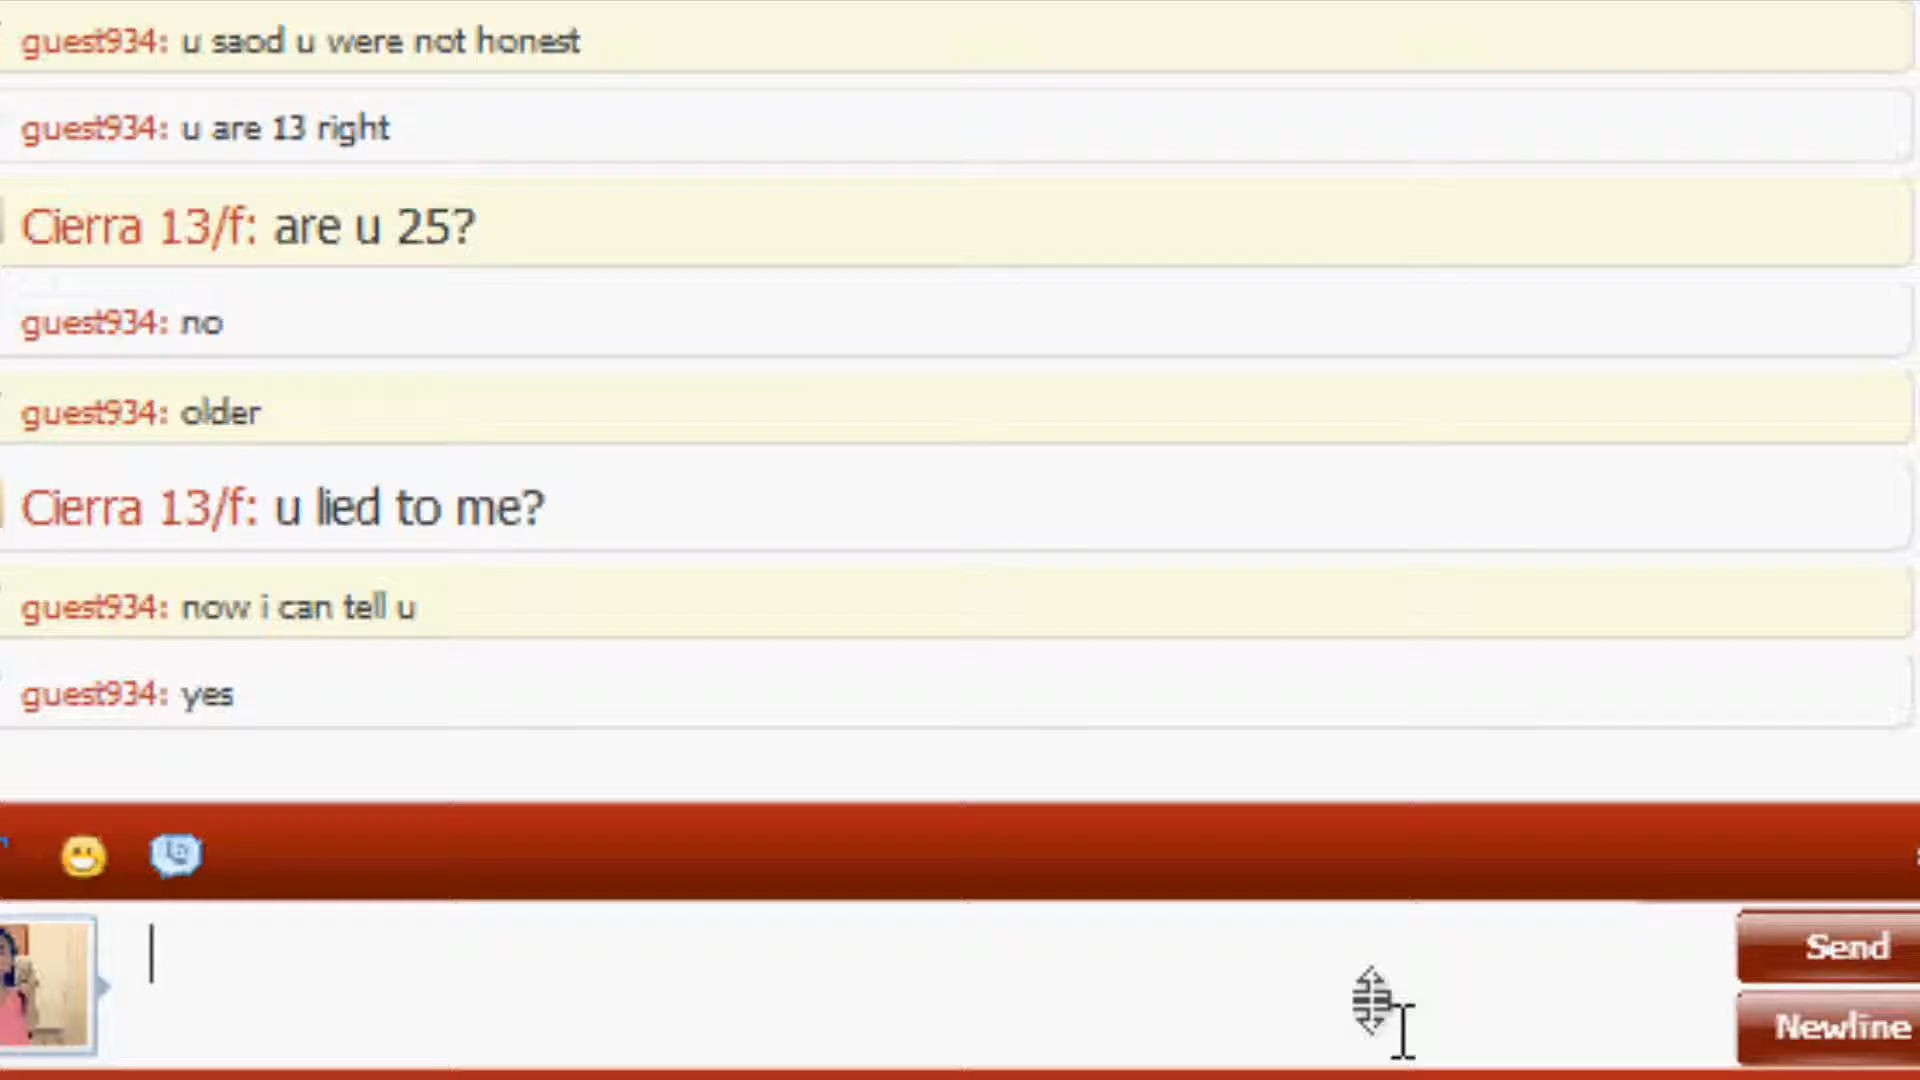 guest934: u saod u were not honest
guest934: u are 13 right
Cierra 13/f: are u 25?
guest934: no
guest934: older
Cierra 13/f: u lied to me?
guest934: now i can tell u
guest934: yes
Send
Newline